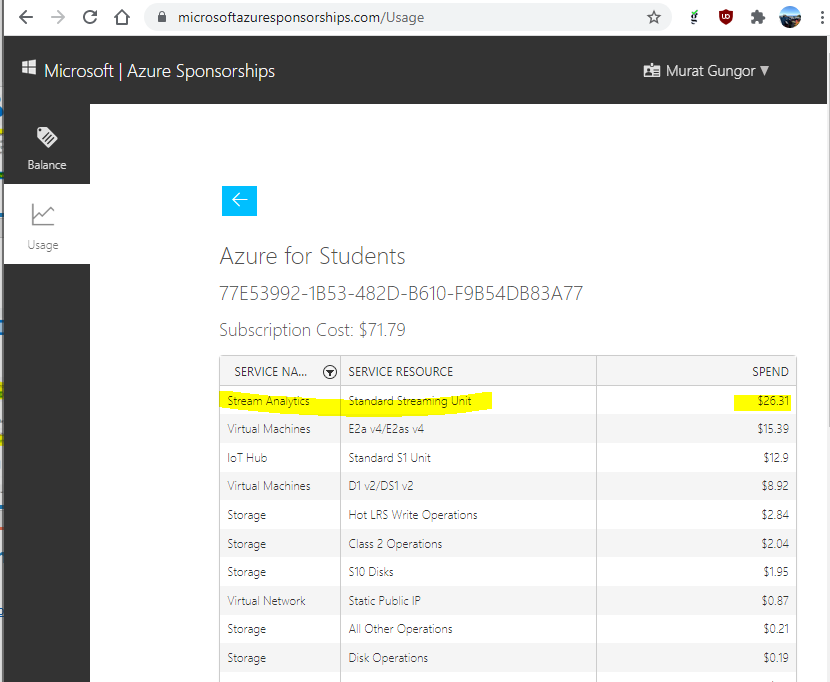 microsoftazuresponsorships.com/Usage
Microsoft | Azure Sponsorships
Murat Gungor
Balance
Usage
Azure for Students
77E53992-1B53-482D-B610-F9B54DB83A77
Subscription Cost: $71.79
SERVICE NA... SERVICE RESOURCE SPEND
Stream Analytics Standard Streaming Unit $26.31
Virtual Machines E2a v4/E2as v4 $15.39
IoT Hub Standard S1 Unit $12.9
Virtual Machines D1 v2/DS1 v2 $8.92
Storage Hot LRS Write Operations $2.84
Storage Class 2 Operations $2.04
Storage S10 Disks $1.95
Virtual Network Static Public IP $0.87
Storage All Other Operations $0.21
Storage Disk Operations $0.19